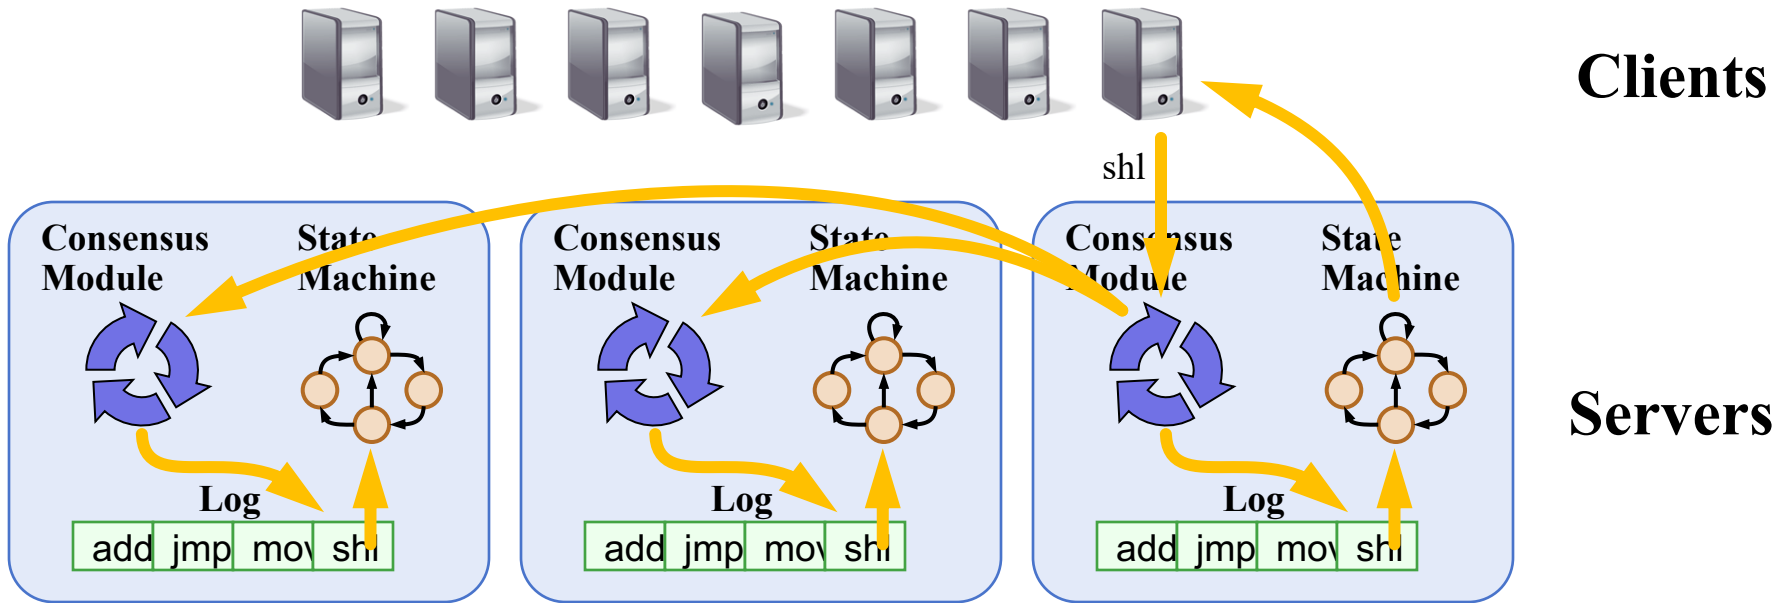 Clients
shl
Consensus
Module
State
Machine
Consensus
Module
State
Machine
Consensus
Module
State
Machine
Servers
Log
Log
Log
add jmp mov shl
add jmp mov shl
add jmp mov shl